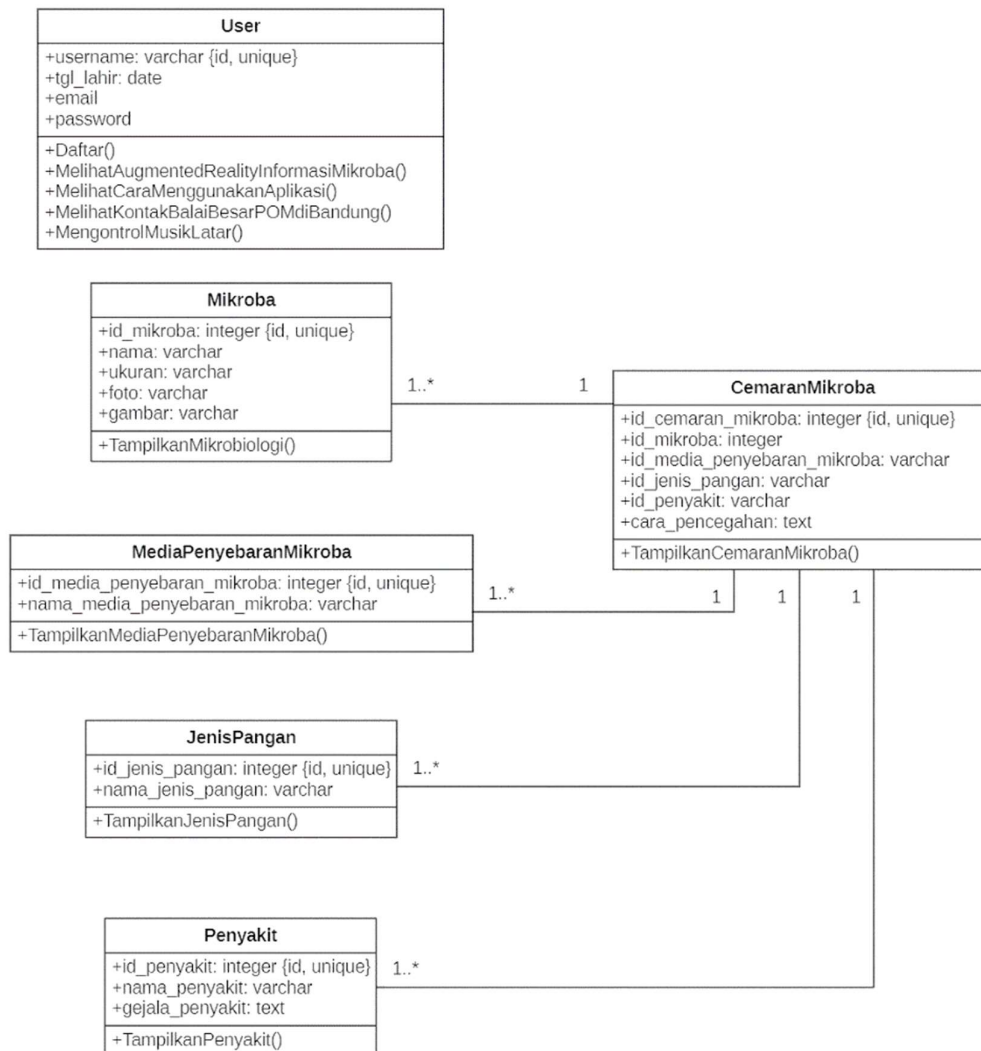 User
+username: varchar {id, unique}
+tgl_lahir: date
+email
+password
+Daftar()
+MelihatAugmentedRealityInformasiMikroba()
+MelihatCaraMenggunakanAplikasi()
+MelihatKontakBalaiBesarPOMdiBandung()
+MengontrolMusikLatar()
Mikroba
+id_mikroba: integer {id, unique}
+nama: varchar
+ukuran: varchar
+foto: varchar
+gambar: varchar
+TampilkanMikrobiologi()
1..*
1
CemaranMikroba
+id_cemaran_mikroba: integer {id, unique}
+id_mikroba: integer
+id_media_penyebaran_mikroba: varchar
+id_jenis_pangan: varchar
+id_penyakit: varchar
+cara_pencegahan: text
+TampilkanCemaranMikroba()
MediaPenyebaranMikroba
+id_media_penyebaran_mikroba: integer {id, unique}
+nama_media_penyebaran_mikroba: varchar
+TampilkanMediaPenyebaranMikroba()
1..*
1
1
1
JenisPangan
+id_jenis_pangan: integer {id, unique}
+nama_jenis_pangan: varchar
+TampilkanJenisPangan()
1..*
Penyakit
+id_penyakit: integer {id, unique}
+nama_penyakit: varchar
+gejala_penyakit: text
+TampilkanPenyakit()
1..*